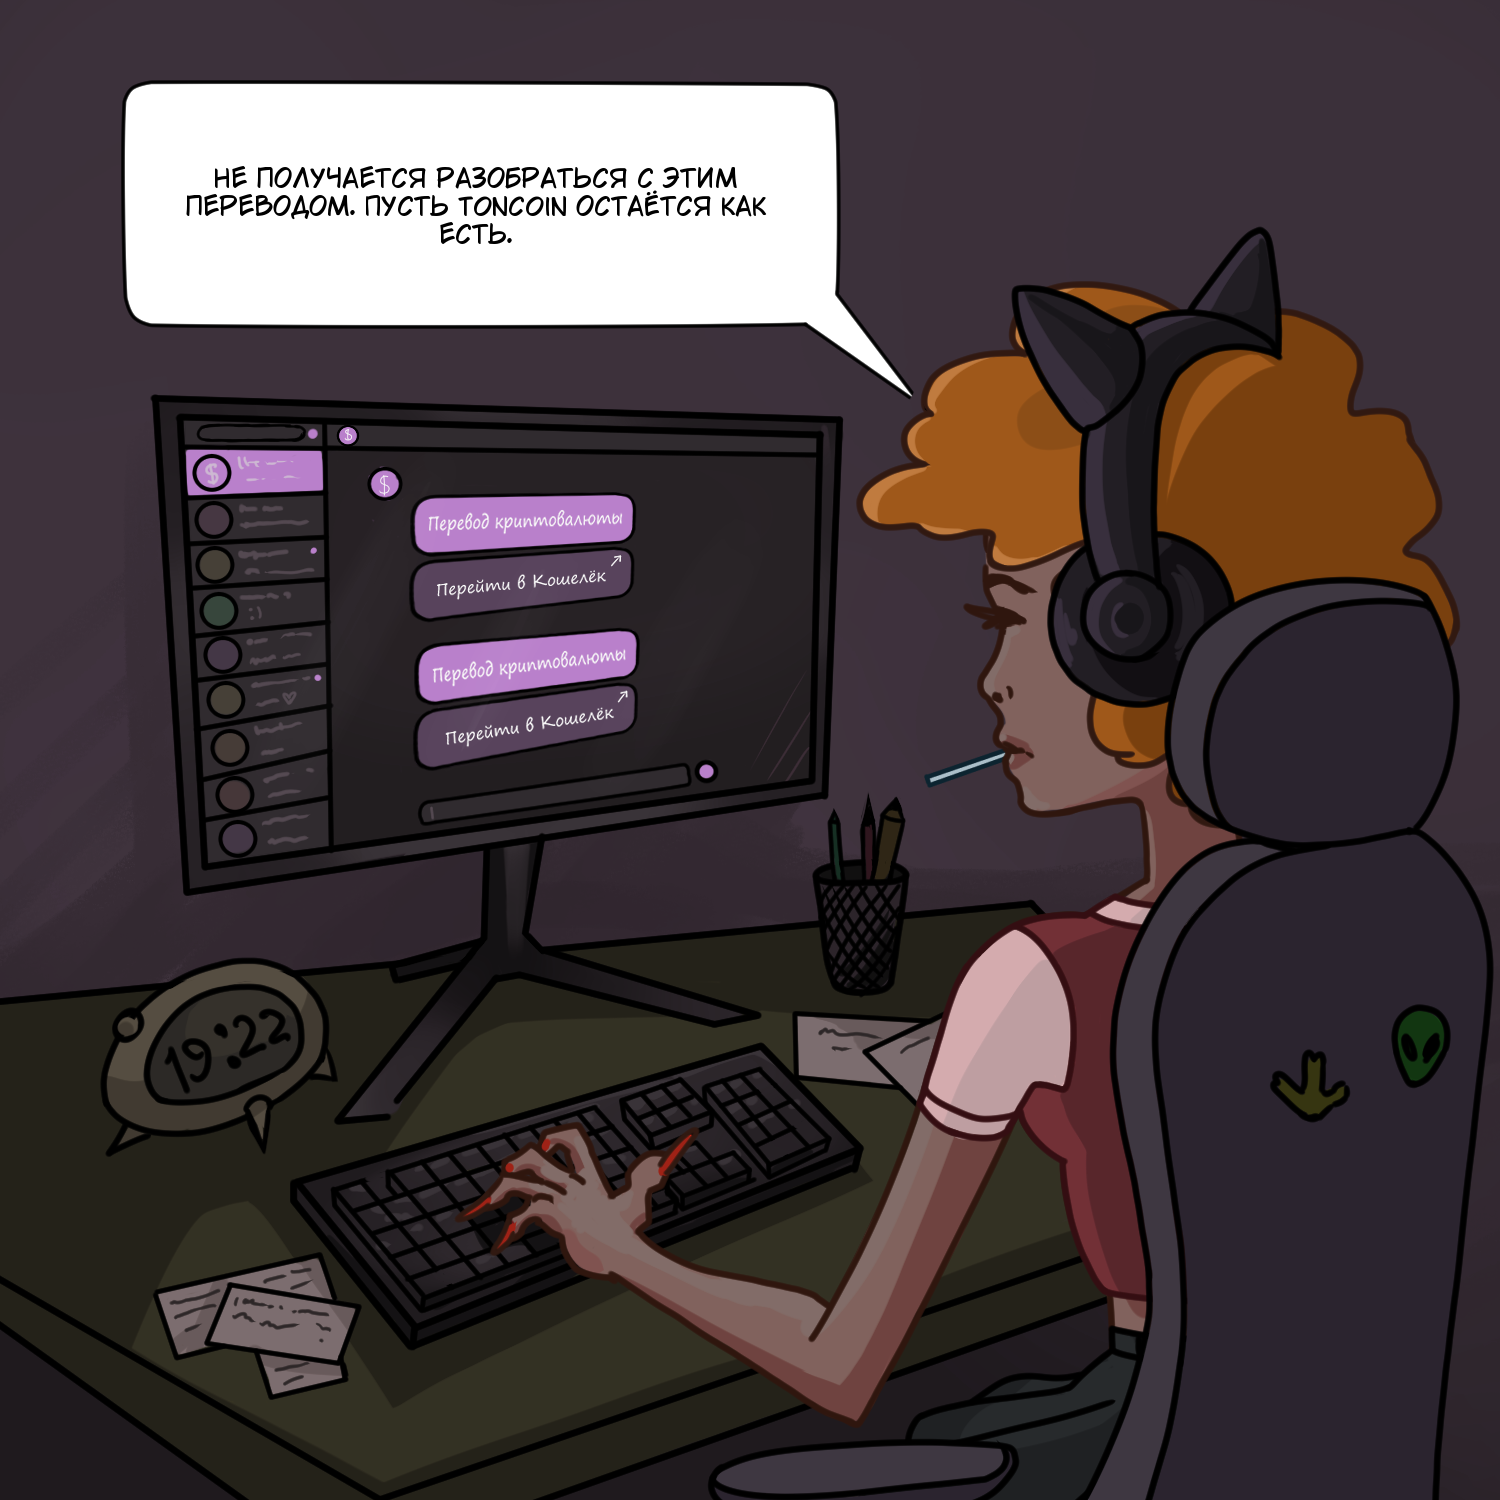 НЕ ПОЛУЧАЕТСЯ РАЗОБРАТЬСЯ С ЭТИМ
ПЕРЕВОДОМ. ПУСТЬ TONCOIN ОСТАЁТСЯ КАК
ЕСТЬ.
$
$
$
Перевод криптовалюты
Перейти в Кошелёк
:)
Перевод криптовалюты
Перейти в Кошелёк
19:22